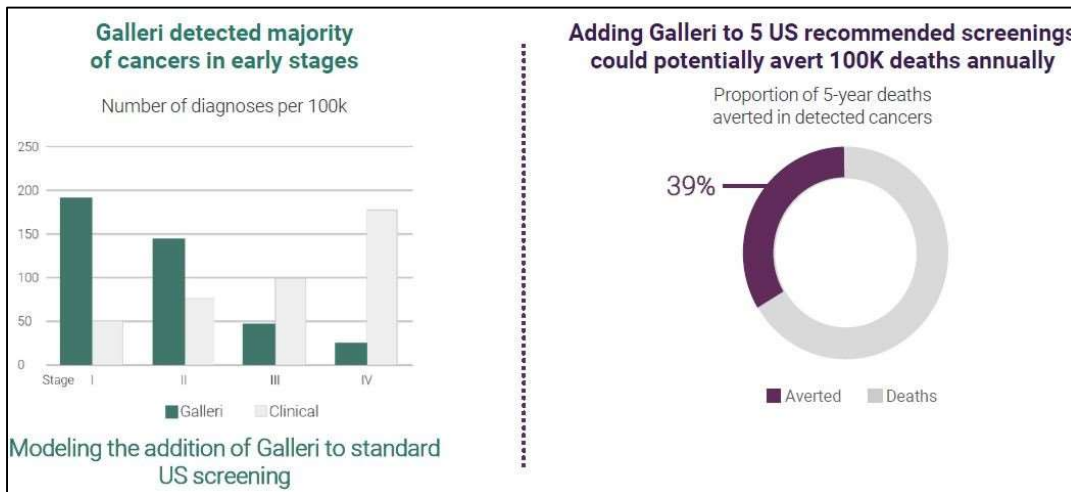 Galleri detected majority
of cancers in early stages
Number of diagnoses per 100k
250
200
150
100
50
0
Stage I II III IV
Galleri Clinical
Modeling the addition of Galleri to standard
US screening
Adding Galleri to 5 US recommended screenings
could potentially avert 100K deaths annually
Proportion of 5-year deaths
averted in detected cancers
39%
Averted Deaths